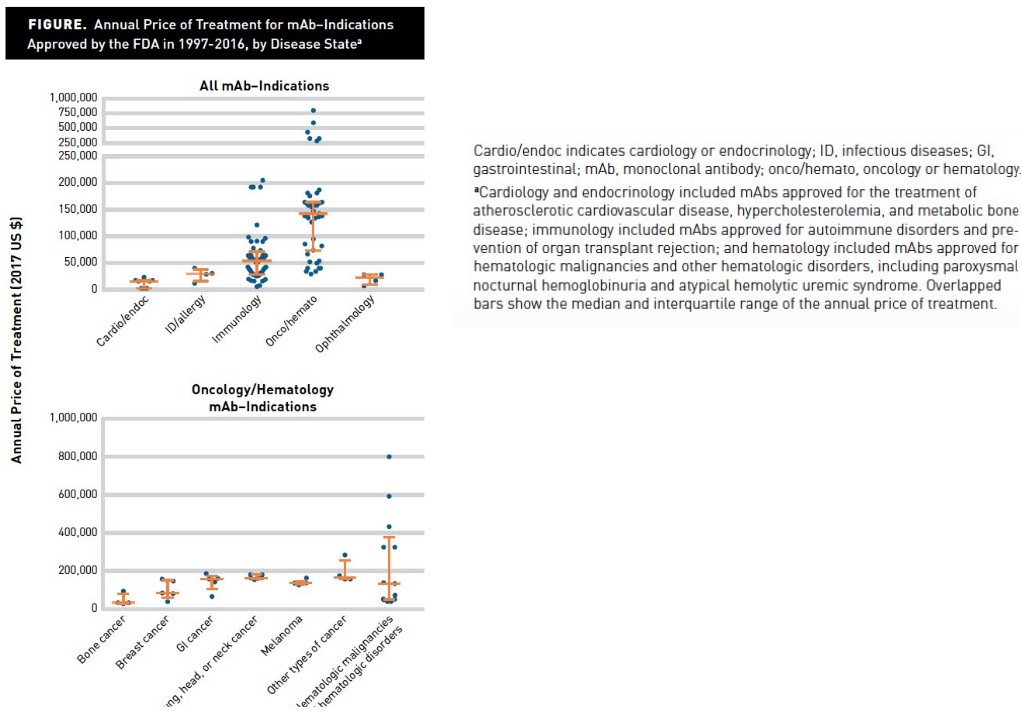 FIGURE. Annual Price of Treatment for mAb–Indications
Approved by the FDA in 1997-2016, by Disease Stateᵃ
Annual Price of Treatment (2017 US $)
All mAb–Indications
1,000,000
750,000
500,000
250,000
250,000
200,000
150,000
100,000
50,000
0
Cardio/endoc
ID/allergy
Immunology
Onco/hemato
Ophthalmology
Oncology/Hematology
mAb–Indications
1,000,000
800,000
600,000
400,000
200,000
0
Bone cancer
Breast cancer
GI cancer
head, or neck cancer
Melanoma
Other types of cancer
malignancies
hematologic disorders
Cardio/endoc indicates cardiology or endocrinology; ID, infectious diseases; GI,
gastrointestinal; mAb, monoclonal antibody; onco/hemato, oncology or hematology.
ᵃCardiology and endocrinology included mAbs approved for the treatment of
atherosclerotic cardiovascular disease, hypercholesterolemia, and metabolic bone
disease; immunology included mAbs approved for autoimmune disorders and pre-
vention of organ transplant rejection; and hematology included mAbs approved for
hematologic malignancies and other hematologic disorders, including paroxysmal
nocturnal hemoglobinuria and atypical hemolytic uremic syndrome. Overlapped
bars show the median and interquartile range of the annual price of treatment.